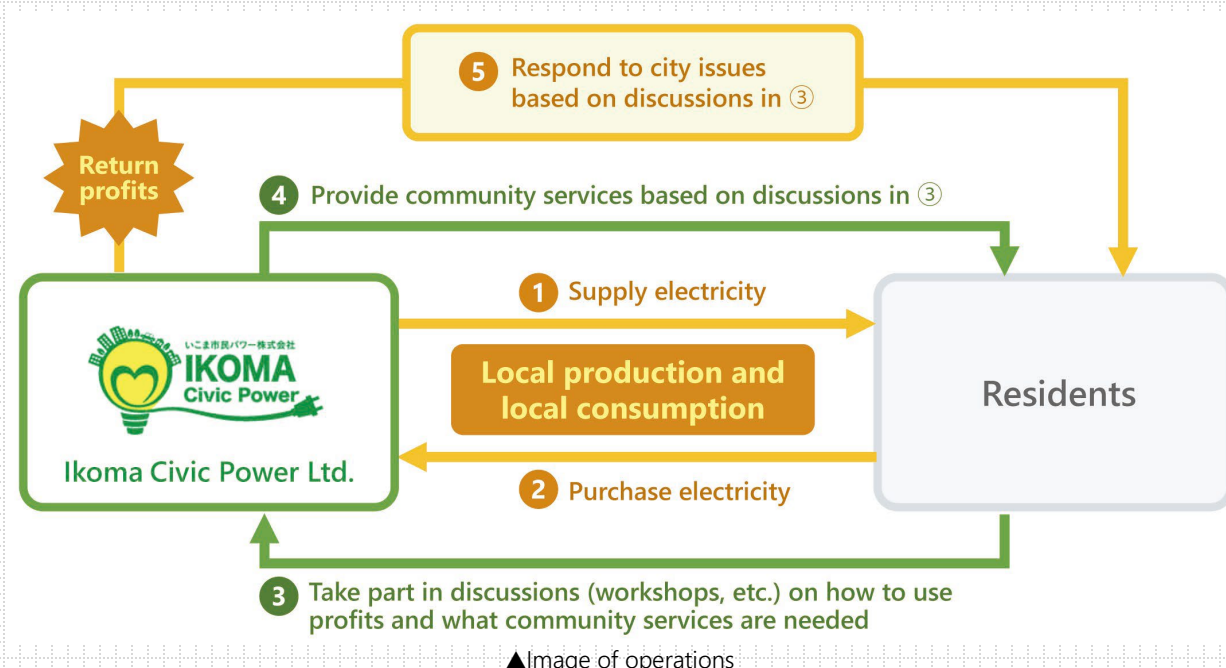 5 Respond to city issues
based on discussions in ③
Return
profits
4 Provide community services based on discussions in ③
1 Supply electricity
いこま市民パワー株式会社
IKOMA
Civic Power
Ikoma Civic Power Ltd.
Local production and
local consumption
Residents
2 Purchase electricity
3 Take part in discussions (workshops, etc.) on how to use
profits and what community services are needed
▲Image of operations